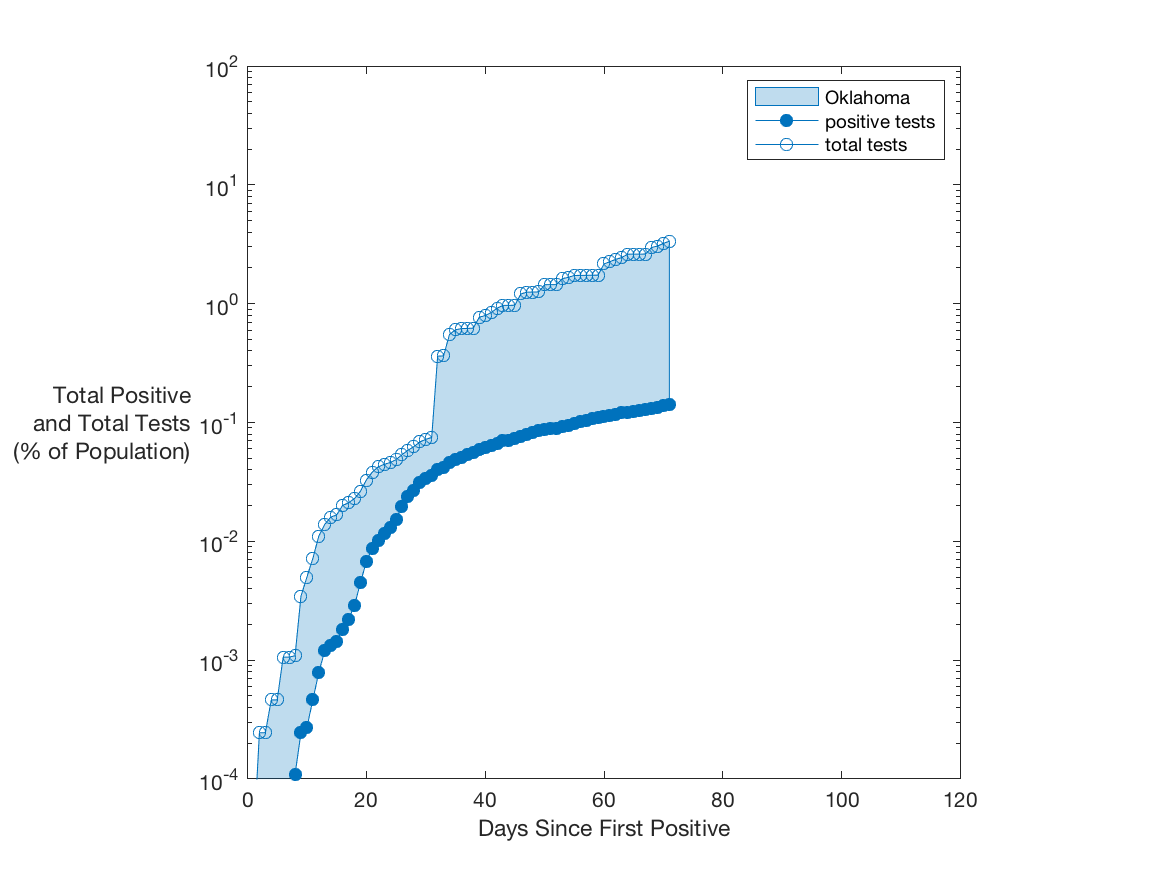 10^2
10^1
10^0
10^-1
10^-2
10^-3
10^-4
Total Positive
and Total Tests
(% of Population)
Oklahoma
positive tests
total tests
0 20 40 60 80 100 120
Days Since First Positive